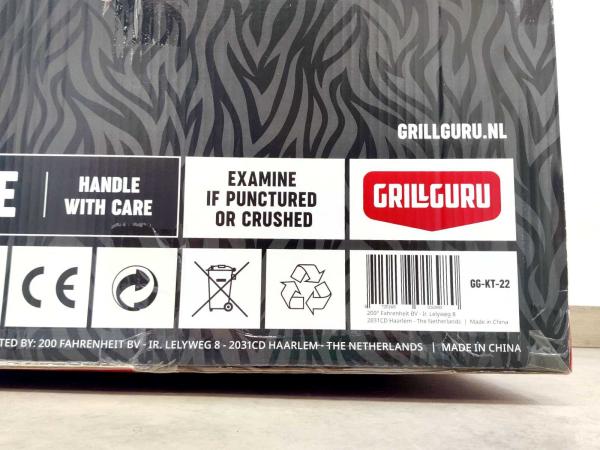 GRILLGURU.NL
E
HANDLE
WITH CARE
EXAMINE
IF PUNCTURED
OR CRUSHED
GRILLGURU
CE
GG-KT-22
200° Fahrenheit BV - Ir. Lelyweg 8
2031CD Haarlem - The Netherlands | Made in China
TED BY: 200 FAHRENHEIT BV - IR. LELYWEG 8 - 2031CD HAARLEM - THE NETHERLANDS | MADE IN CHINA